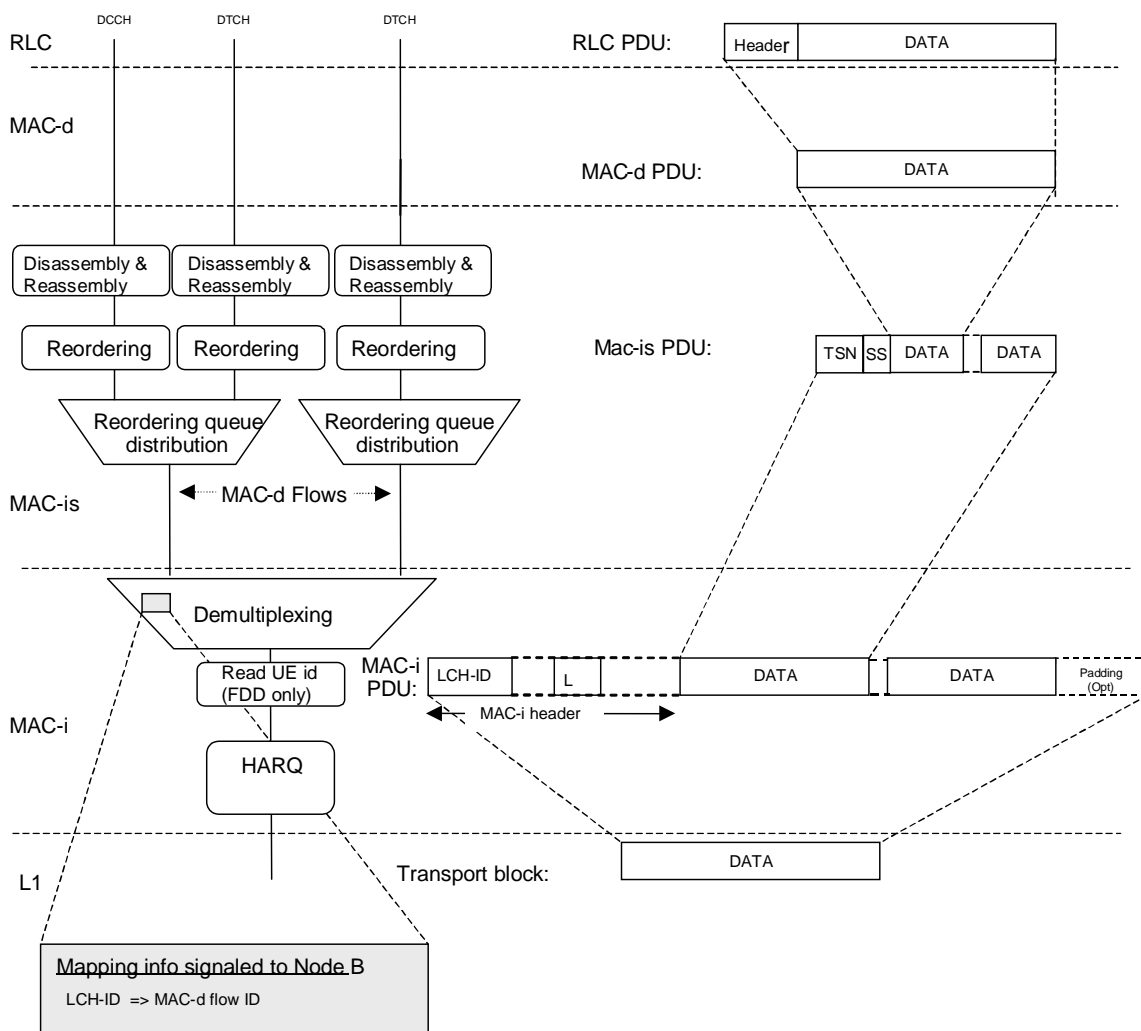 DCCH
DTCH
DTCH
RLC
RLC PDU:
Header
DATA
MAC-d
MAC-d PDU:
DATA
Disassembly &
Reassembly
Disassembly &
Reassembly
Disassembly &
Reassembly
Reordering
Reordering
Reordering
Mac-is PDU:
TSN
SS
DATA
DATA
Reordering queue
distribution
Reordering queue
distribution
MAC-is
MAC-d Flows
Demultiplexing
Read UE id
(FDD only)
MAC-i
PDU:
LCH-ID
L
DATA
DATA
Padding
(Opt)
MAC-i header
MAC-i
HARQ
L1
Transport block:
DATA
Mapping info signaled to Node B
LCH-ID => MAC-d flow ID